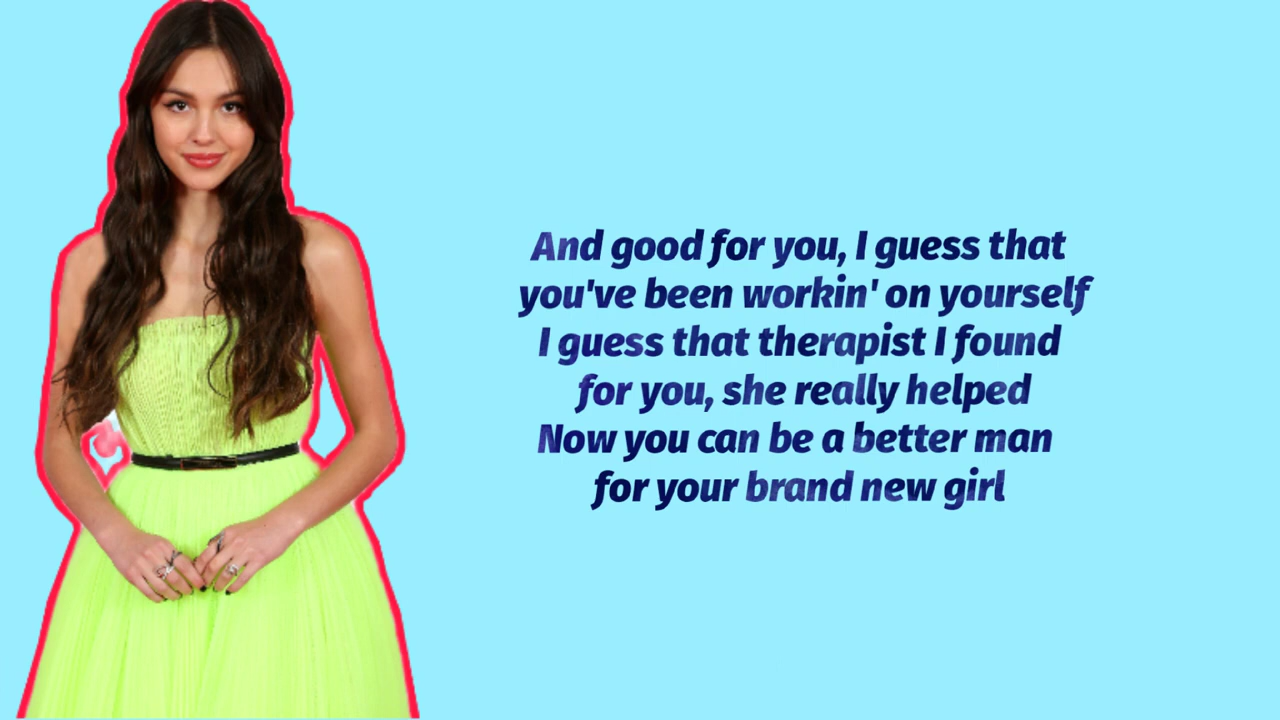 And good for you, I guess that
you've been workin' on yourself
I guess that therapist I found
for you, she really helped
Now you can be a better man
for your brand new girl